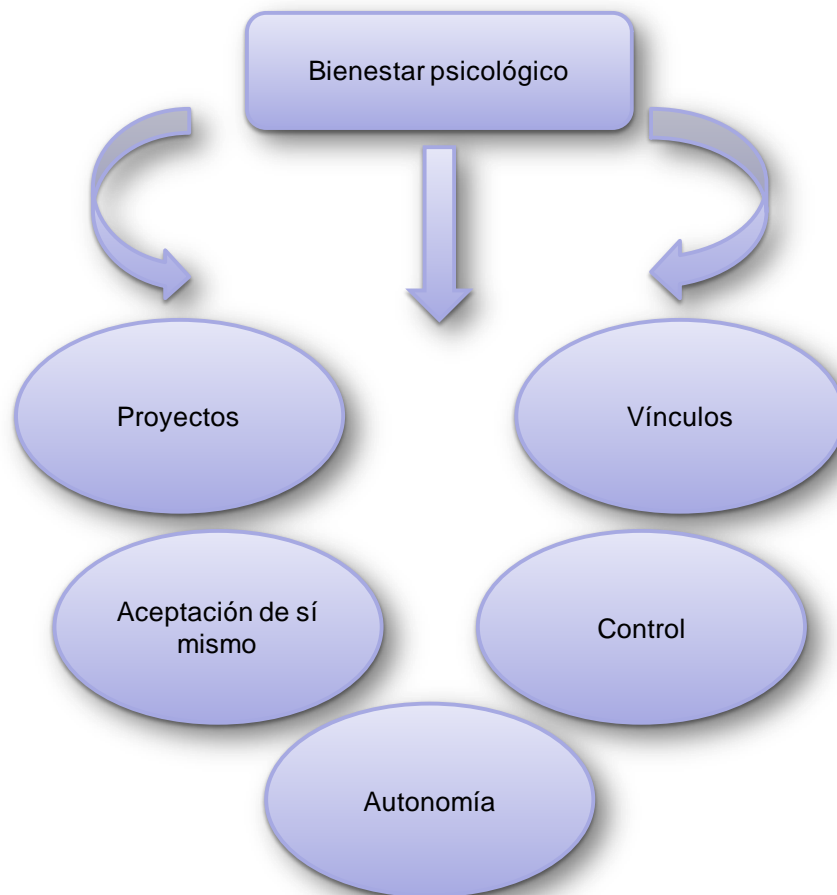 Bienestar psicológico
Proyectos
Vínculos
Aceptación de sí
mismo
Control
Autonomía